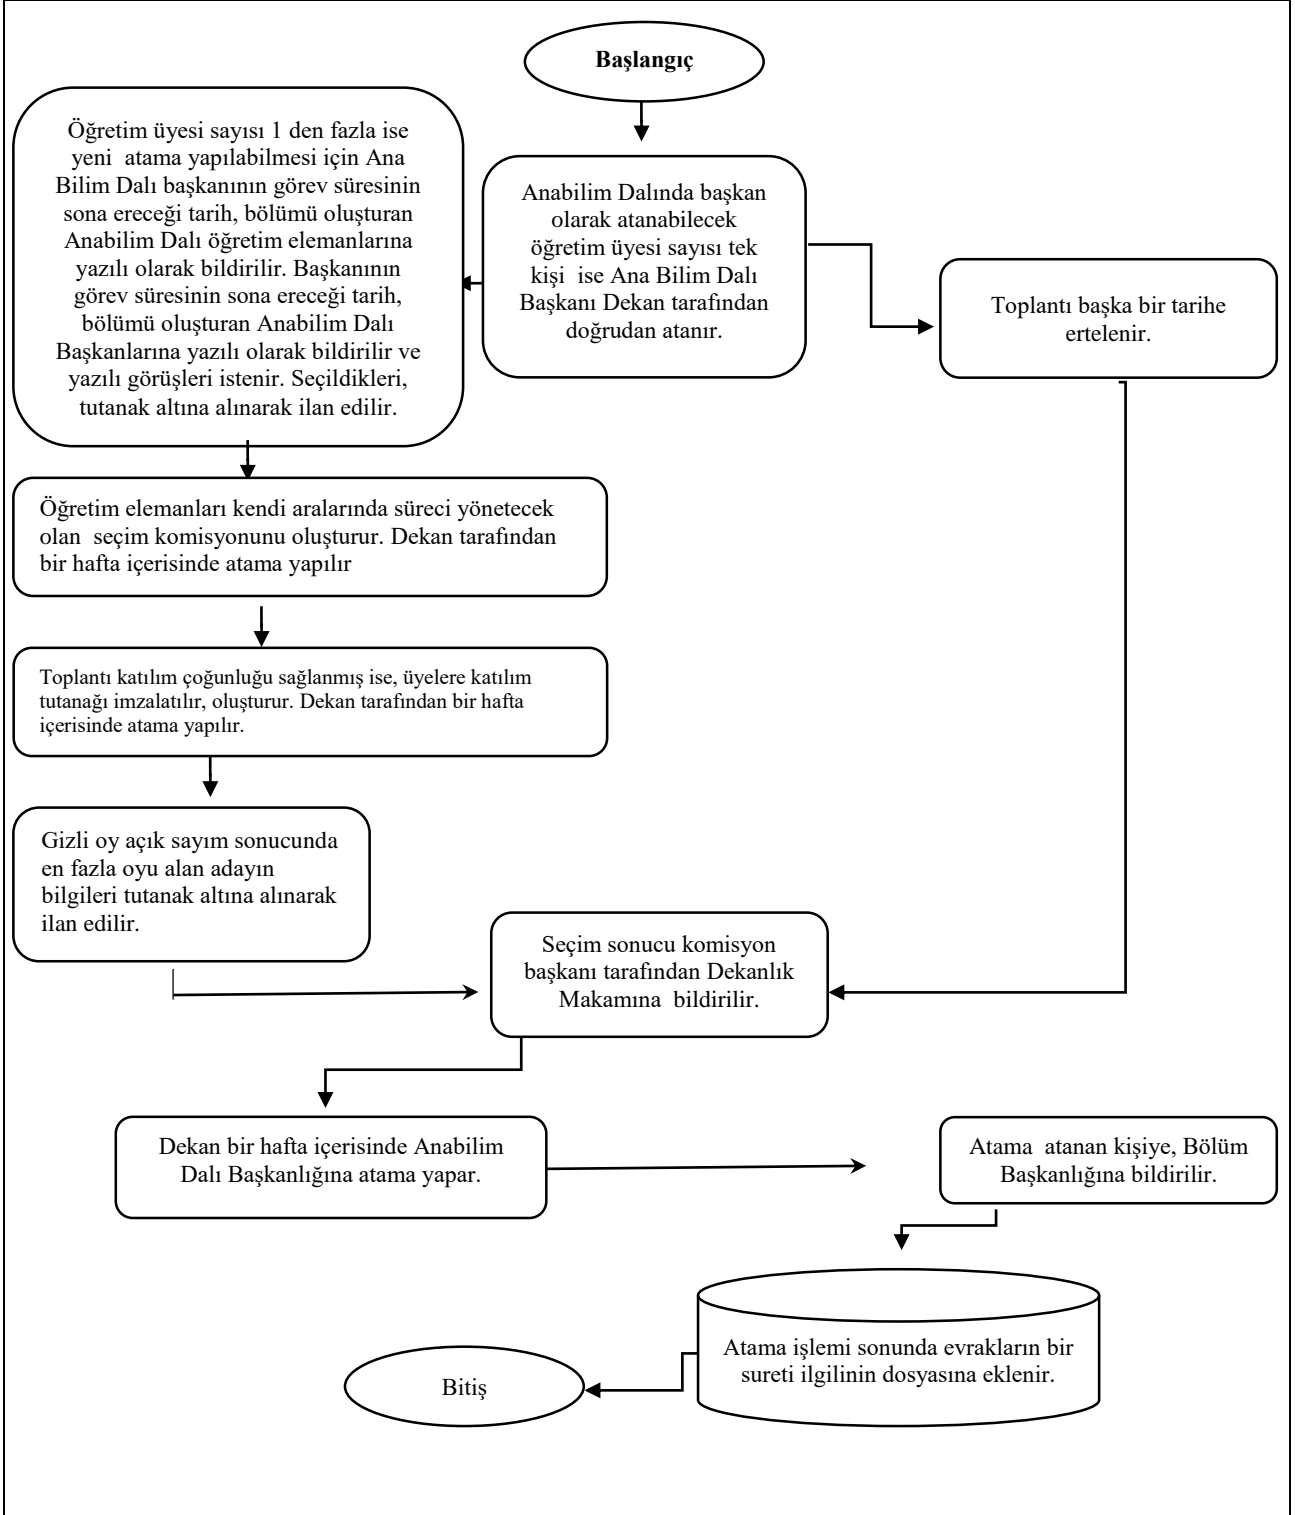 Başlangıç
Öğretim üyesi sayısı 1 den fazla ise
yeni  atama yapılabilmesi için Ana
Bilim Dalı başkanının görev süresinin
sona ereceği tarih, bölümü oluşturan
Anabilim Dalı öğretim elemanlarına
yazılı olarak bildirilir. Başkanının
görev süresinin sona ereceği tarih,
bölümü oluşturan Anabilim Dalı
Başkanlarına yazılı olarak bildirilir ve
yazılı görüşleri istenir. Seçildikleri,
tutanak altına alınarak ilan edilir.
Anabilim Dalında başkan
olarak atanabilecek
öğretim üyesi sayısı tek
kişi  ise Ana Bilim Dalı
Başkanı Dekan tarafından
doğrudan atanır.
Toplantı başka bir tarihe
ertelenir.
Öğretim elemanları kendi aralarında süreci yönetecek
olan  seçim komisyonunu oluşturur. Dekan tarafından
bir hafta içerisinde atama yapılır
Toplantı katılım çoğunluğu sağlanmış ise, üyelere katılım
tutanağı imzalatılır, oluşturur. Dekan tarafından bir hafta
içerisinde atama yapılır.
Gizli oy açık sayım sonucunda
en fazla oyu alan adayın
bilgileri tutanak altına alınarak
ilan edilir.
Seçim sonucu komisyon
başkanı tarafından Dekanlık
Makamına  bildirilir.
Dekan bir hafta içerisinde Anabilim
Dalı Başkanlığına atama yapar.
Atama  atanan kişiye, Bölüm
Başkanlığına bildirilir.
Atama işlemi sonunda evrakların bir
sureti ilgilinin dosyasına eklenir.
Bitiş